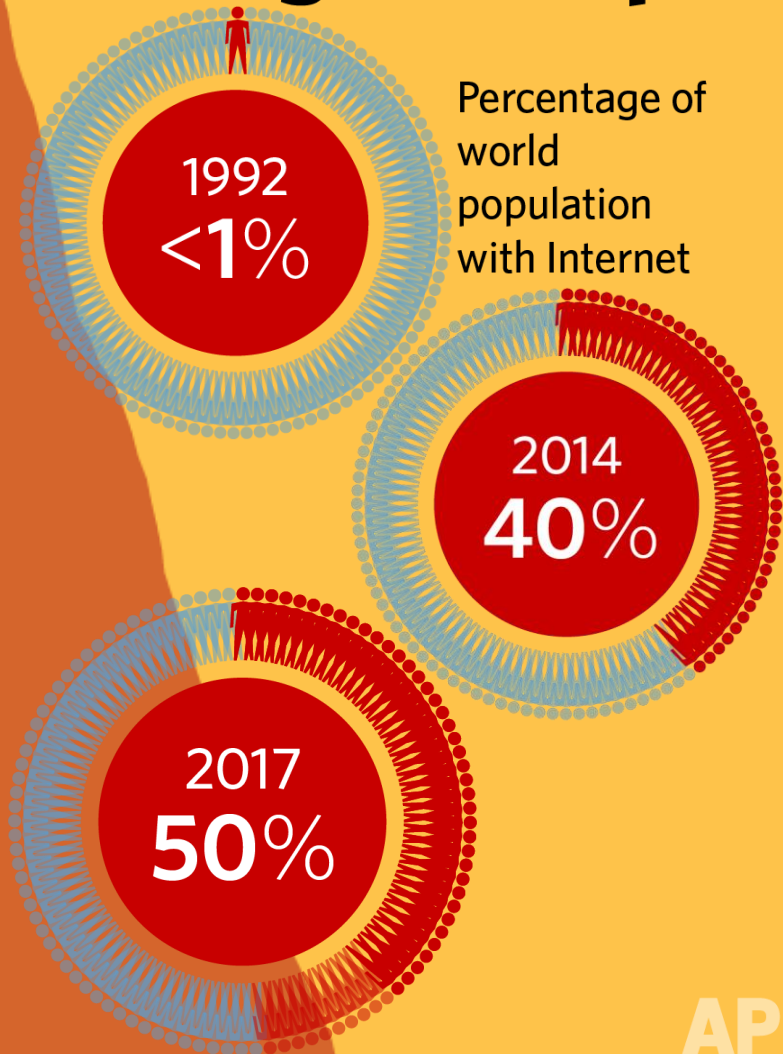 1992
<1%
Percentage of
world
population
with Internet
2014
40%
2017
50%
AP